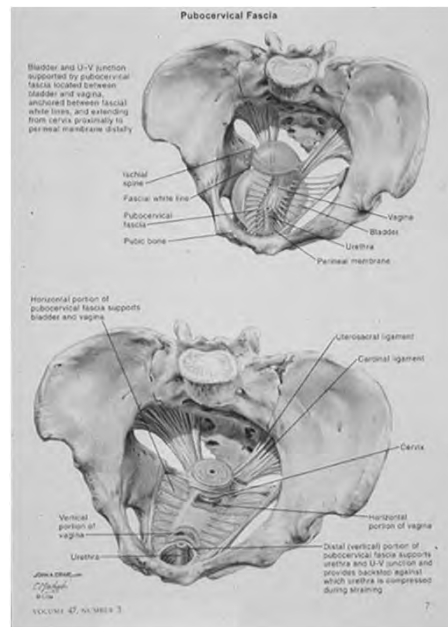 Pubocervical Fascia
Bladder and U-V junction
supported by pubocervical
fascia located between
bladder and vagina,
anchored between fascial
white lines, and extending
from cervix proximally to
perineal membrane distally
Ischial
spine
Fascial white line
Pubocervical
fascia
Pubic bone
Vagina
Bladder
Urethra
Perineal membrane
Horizontal portion of
pubocervical fascia supports
bladder and vagina
Uterosacral ligament
Cardinal ligament
Cervix
Vertical
portion of
vagina
Urethra
Horizontal
portion of vagina
Distal (vertical) portion of
pubocervical fascia supports
urethra and U-V junction and
provides backstop against
which urethra is compressed
during straining
VOLUME 47, NUMBER 3
7